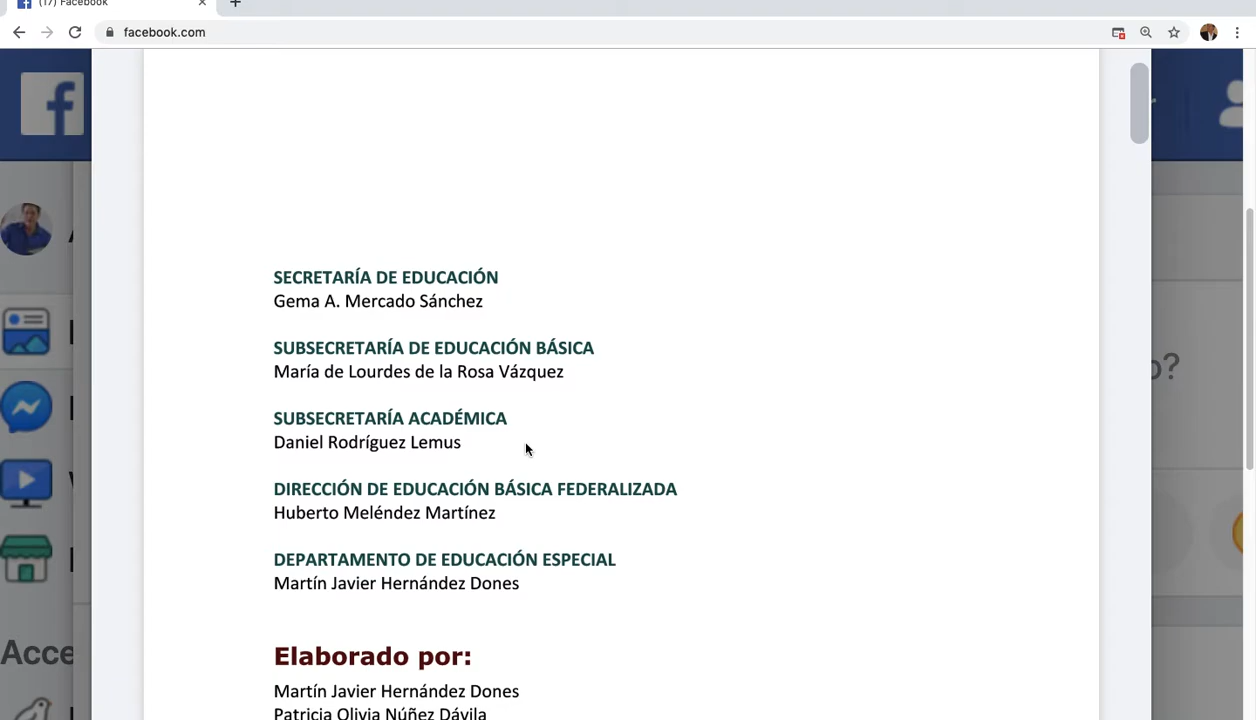 (17) Facebook
facebook.com
SECRETARÍA DE EDUCACIÓN
Gema A. Mercado Sánchez
SUBSECRETARÍA DE EDUCACIÓN BÁSICA
María de Lourdes de la Rosa Vázquez
SUBSECRETARÍA ACADÉMICA
Daniel Rodríguez Lemus
DIRECCIÓN DE EDUCACIÓN BÁSICA FEDERALIZADA
Huberto Meléndez Martínez
DEPARTAMENTO DE EDUCACIÓN ESPECIAL
Martín Javier Hernández Dones
Elaborado por:
Martín Javier Hernández Dones
Patricia Olivia Núñez Dávila